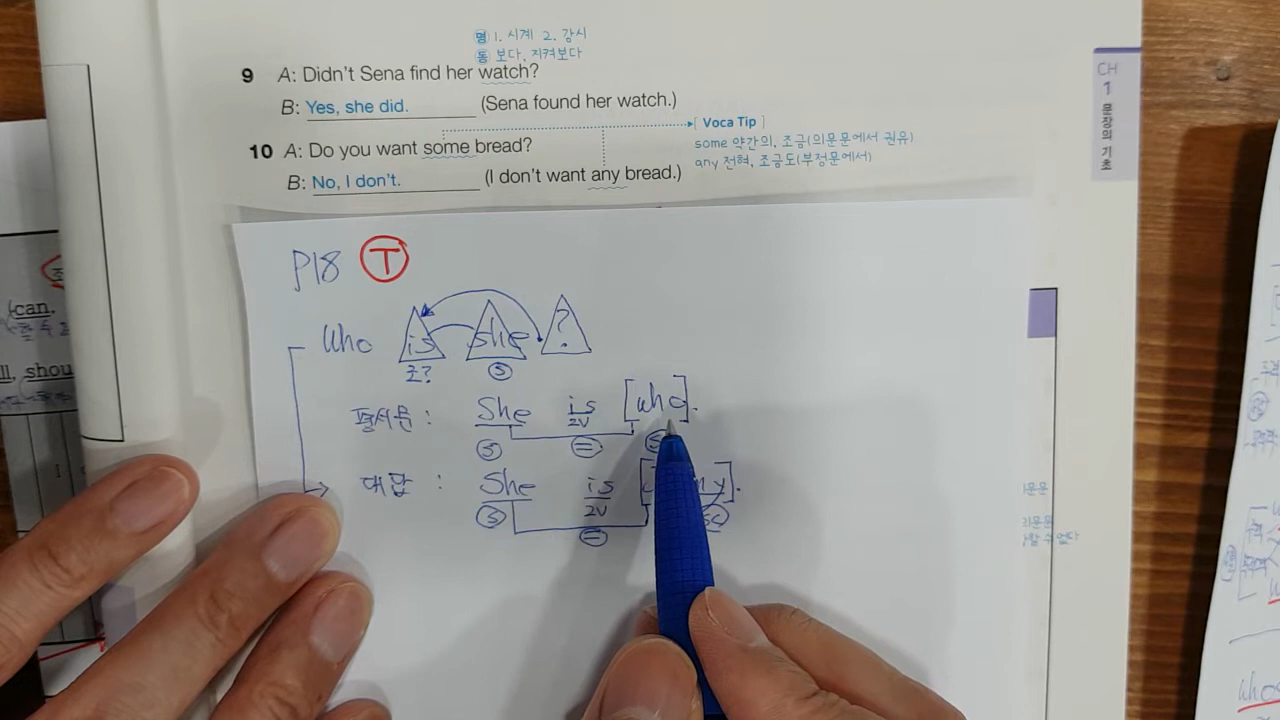 명 1. 시계 2. 감시
동 보다, 지켜보다
9 A: Didn't Sena find her watch?
B: Yes, she did. (Sena found her watch.)
Voca Tip
10 A: Do you want some bread?
some 약간의, 조금(의문문에서 권유)
any 전혀, 조금도(부정문에서)
B: No, I don't. (I don't want any bread.)
CH 1 문장의 기초
P18 T
Who is she ?
S
평서문 : She is [who].
2V
S =
대답 : She is
2V
S =
can.
ll, shou